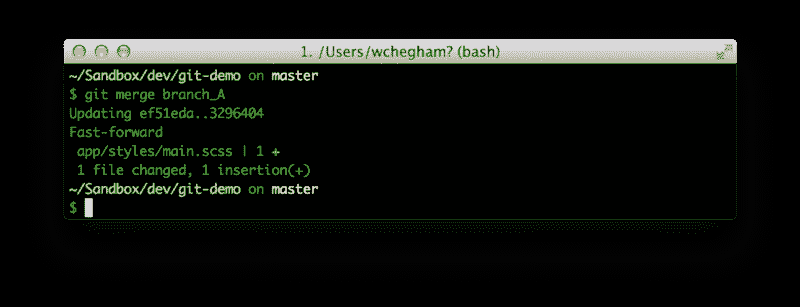 1. /Users/wchegham? (bash)
~/Sandbox/dev/git-demo on master
$ git merge branch_A
Updating ef51eda..3296404
Fast-forward
 app/styles/main.scss | 1 +
 1 file changed, 1 insertion(+)
~/Sandbox/dev/git-demo on master
$